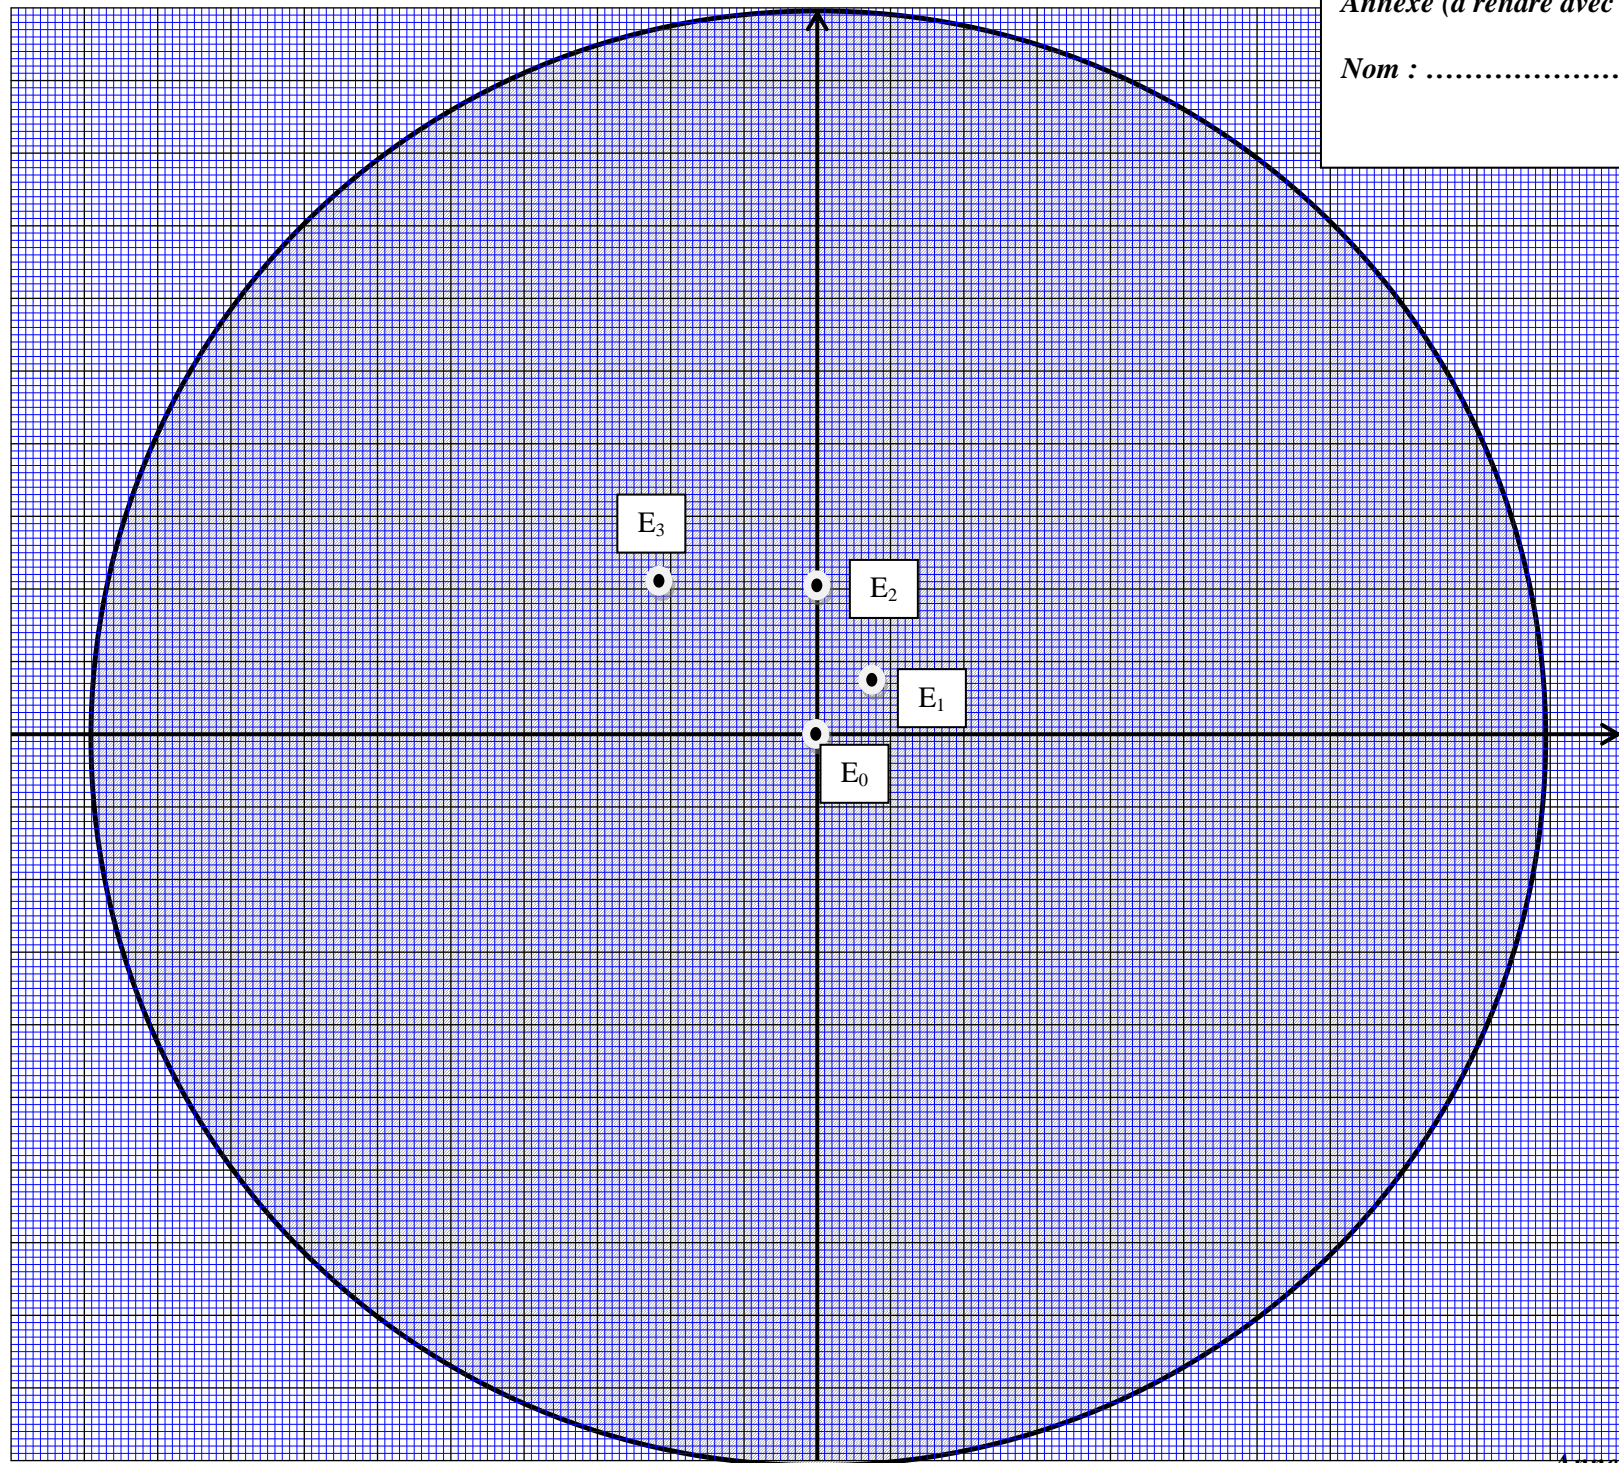 Annexe (à rendre avec
Nom : ....................
E₃
E₂
E₁
E₀